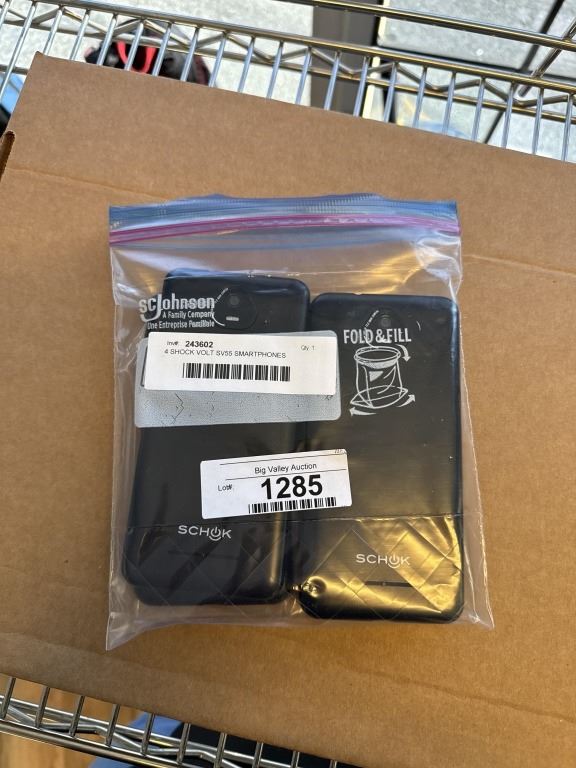 scjohnson
A Family Company
Une Entreprise Familiale
FOLD & FILL
Inv#: 243602 Qty: 1
4 SHOCK VOLT SV55 SMARTPHONES
Big Valley Auction
Lot#: 1285
SCHOK
SCHOK